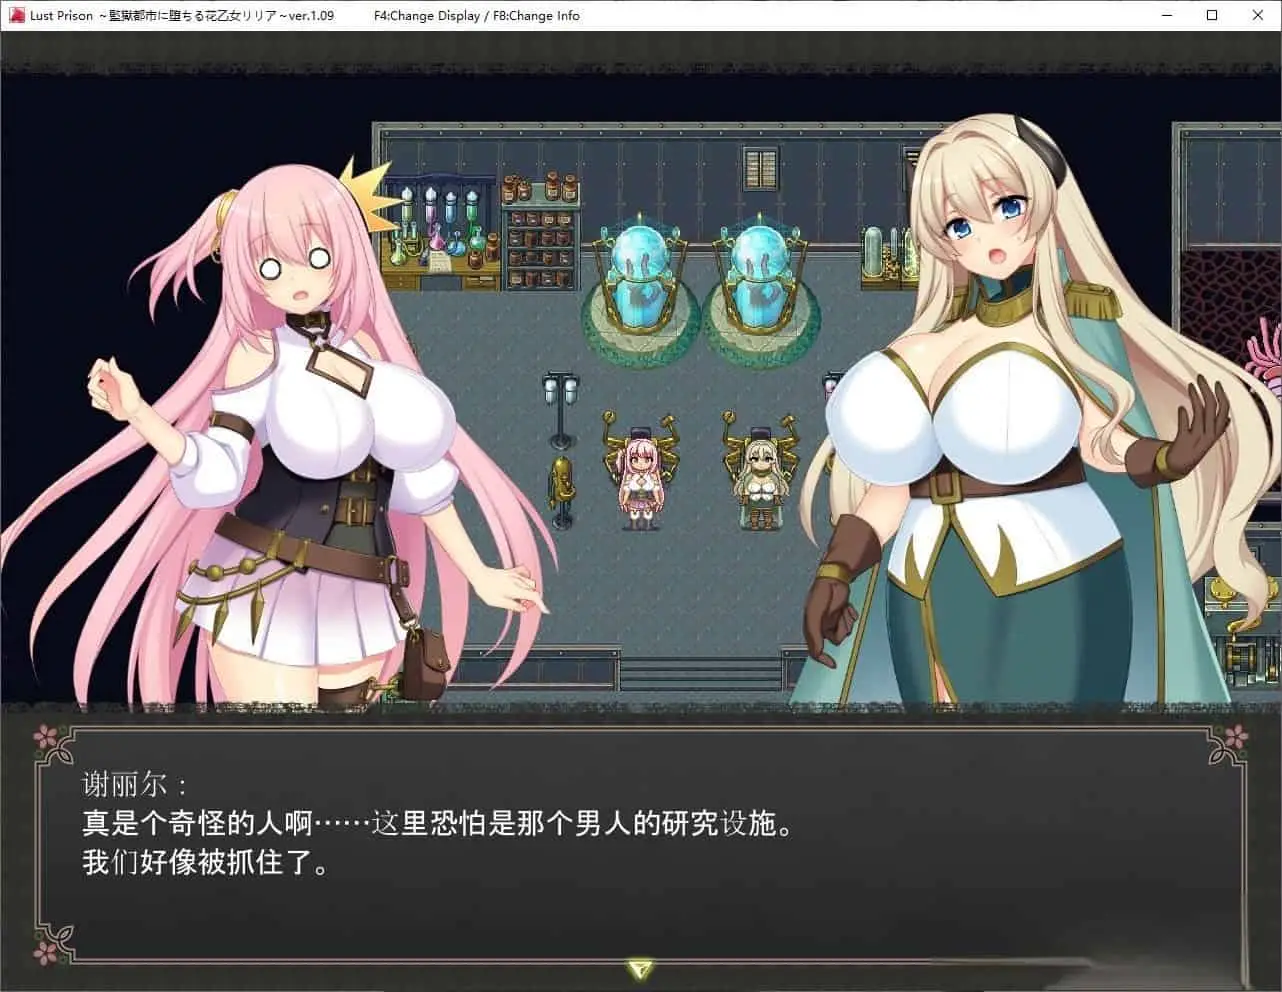 Lust Prison ～監獄都市に堕ちる花乙女リリア～ver.1.09 F4:Change Display / F8:Change Info
谢丽尔：
真是个奇怪的人啊……这里恐怕是那个男人的研究设施。
我们好像被抓住了。